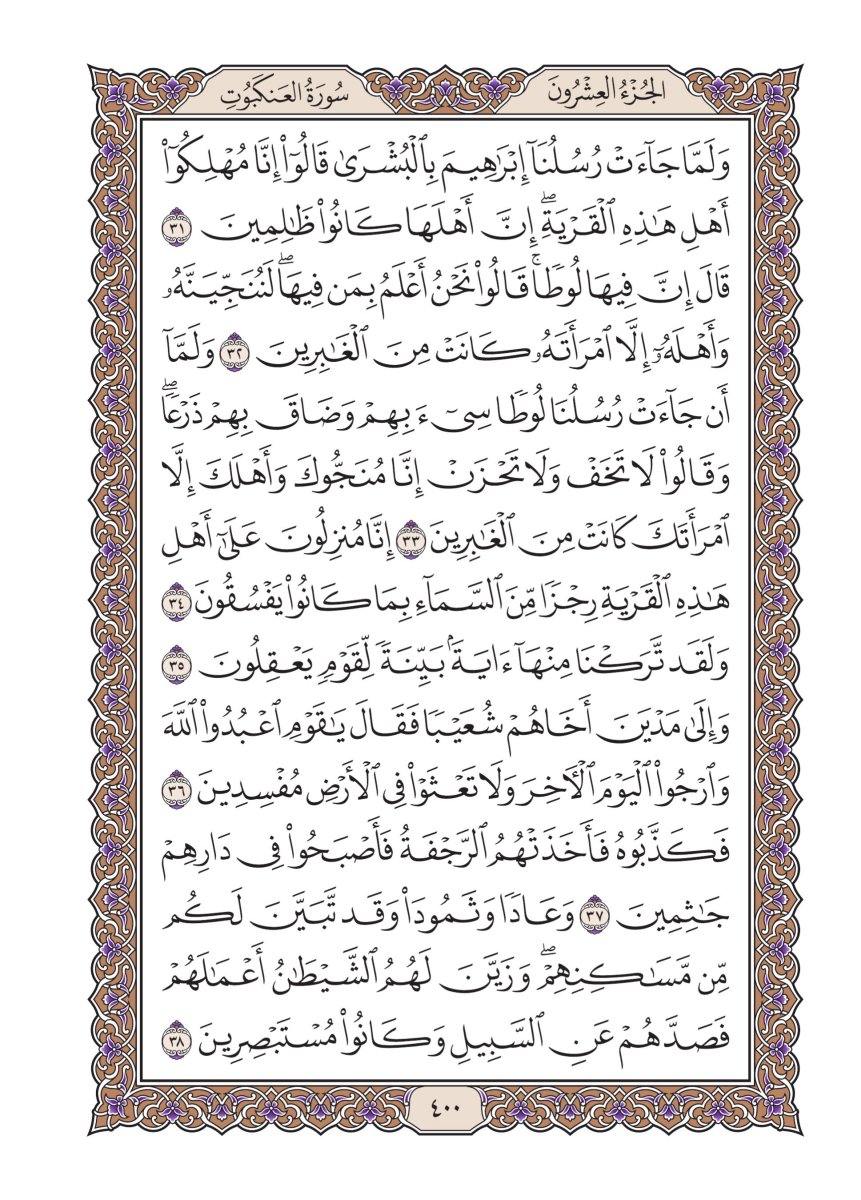 الجُزْءُ العِشْرُونَ
سُورَةُ العَنكَبُوتِ
وَلَمَّا جَآءَتْ رُسُلُنَآ إِبْرَٰهِيمَ بِٱلْبُشْرَىٰ قَالُوٓا۟ إِنَّا مُهْلِكُوٓا۟
أَهْلِ هَٰذِهِ ٱلْقَرْيَةِۖ إِنَّ أَهْلَهَا كَانُوا۟ ظَٰلِمِينَ ٣١
قَالَ إِنَّ فِيهَا لُوطًاۚ قَالُوا۟ نَحْنُ أَعْلَمُ بِمَن فِيهَاۖ لَنُنَجِّيَنَّهُۥ
وَأَهْلَهُۥٓ إِلَّا ٱمْرَأَتَهُۥ كَانَتْ مِنَ ٱلْغَٰبِرِينَ ٣٢ وَلَمَّآ
أَن جَآءَتْ رُسُلُنَا لُوطًا سِىٓءَ بِهِمْ وَضَاقَ بِهِمْ ذَرْعًاۖ
وَقَالُوا۟ لَا تَخَفْ وَلَا تَحْزَنْ إِنَّا مُنَجُّوكَ وَأَهْلَكَ إِلَّا
ٱمْرَأَتَكَ كَانَتْ مِنَ ٱلْغَٰبِرِينَ ٣٣ إِنَّا مُنزِلُونَ عَلَىٰٓ أَهْلِ
هَٰذِهِ ٱلْقَرْيَةِ رِجْزًا مِّنَ ٱلسَّمَآءِ بِمَا كَانُوا۟ يَفْسُقُونَ ٣٤
وَلَقَد تَّرَكْنَا مِنْهَآ ءَايَةًۢ بَيِّنَةً لِّقَوْمٍ يَعْقِلُونَ ٣٥
وَإِلَىٰ مَدْيَنَ أَخَاهُمْ شُعَيْبًا فَقَالَ يَٰقَوْمِ ٱعْبُدُوا۟ ٱللَّهَ
وَٱرْجُوا۟ ٱلْيَوْمَ ٱلْءَاخِرَ وَلَا تَعْثَوْا۟ فِى ٱلْأَرْضِ مُفْسِدِينَ ٣٦
فَكَذَّبُوهُ فَأَخَذَتْهُمُ ٱلرَّجْفَةُ فَأَصْبَحُوا۟ فِى دَارِهِمْ
جَٰثِمِينَ ٣٧ وَعَادًا وَثَمُودَا۟ وَقَد تَّبَيَّنَ لَكُم
مِّن مَّسَٰكِنِهِمْۖ وَزَيَّنَ لَهُمُ ٱلشَّيْطَٰنُ أَعْمَٰلَهُمْ
فَصَدَّهُمْ عَنِ ٱلسَّبِيلِ وَكَانُوا۟ مُسْتَبْصِرِينَ ٣٨
٤٠٠